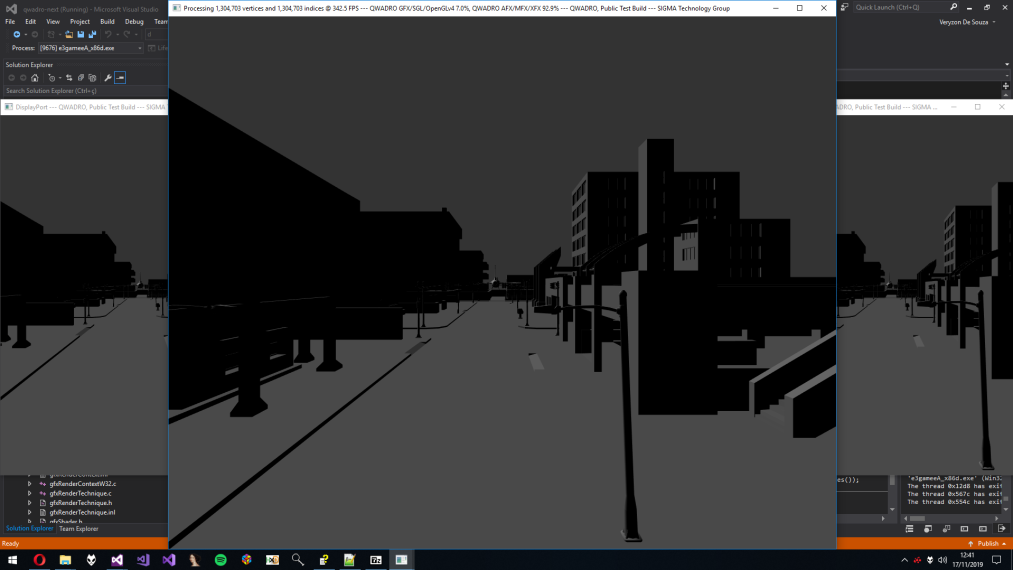 Processing 1,304,703 vertices and 1,304,703 indices @ 342.5 FPS --- QWADRO GFX/SGL/OpenGLv4 7.0%, QWADRO AFX/MFX/XFX 92.9% --- QWADRO, Public Test Build --- SIGMA Technology Group
qwadro-next (Running) - Microsoft Visual Studio
Quick Launch (Ctrl+Q)
File Edit View Project Build Debug Team
Veryzon De Souza
Process: [9676] e3gameeA_x86d.exe
Solution Explorer
Search Solution Explorer (Ctrl+ç)
DisplayPort --- QWADRO, Public Test Build --- SIGMA
QWADRO, Public Test Build --- SIGMA ...
gfxRenderContextW32.c
gfxRenderTechnique.c
gfxRenderTechnique.h
gfxRenderTechnique.inl
gfxShader.h
es());
'e3gameeA_x86d.exe' (Win32
The thread 0x12d8 has exit
The thread 0x567c has exit
The thread 0x554c has exit
Solution Explorer Team Explorer
Ready
Publish
12:41
17/11/2019